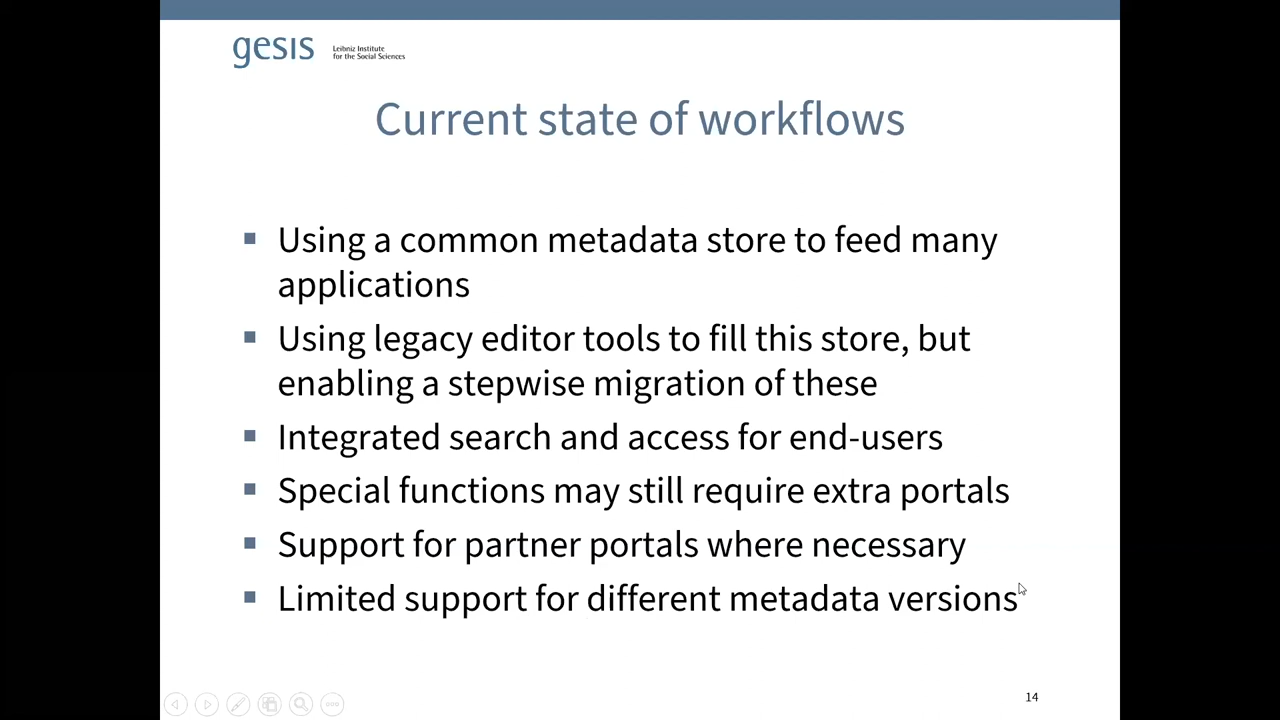 gesis
Leibniz Institute
for the Social Sciences
Current state of workflows
Using a common metadata store to feed many
applications
Using legacy editor tools to fill this store, but
enabling a stepwise migration of these
Integrated search and access for end-users
Special functions may still require extra portals
Support for partner portals where necessary
Limited support for different metadata versions
14